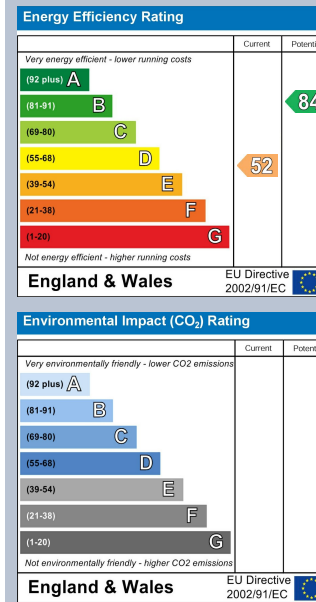 Energy Efficiency Rating
Current Potenti
Very energy efficient - lower running costs
(92 plus) A
(81-91) B 84
(69-80) C
(55-68) D
52
(39-54) E
(21-38) F
(1-20) G
Not energy efficient - higher running costs
England & Wales EU Directive 2002/91/EC
Environmental Impact (CO₂) Rating
Current Potent
Very environmentally friendly - lower CO2 emissions
(92 plus) A
(81-91) B
(69-80) C
(55-68) D
(39-54) E
(21-38) F
(1-20) G
Not environmentally friendly - higher CO2 emissions
England & Wales EU Directive 2002/91/EC